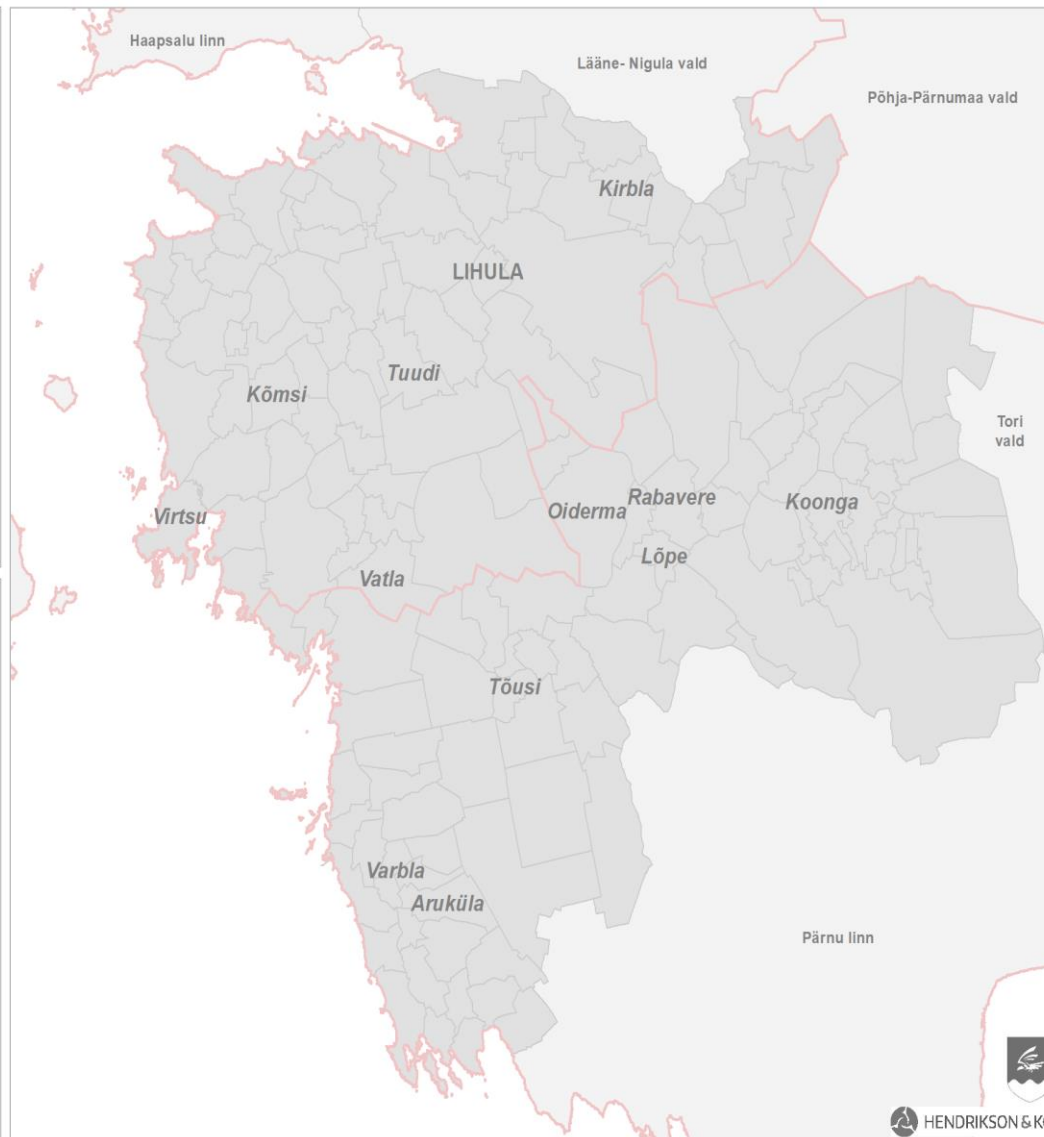 Haapsalu linn
Lääne- Nigula vald
Põhja-Pärnumaa vald
Kirbla
LIHULA
Tuudi
Kõmsi
Tori
vald
Virtsu
Oiderma
Rabavere
Koonga
Lõpe
Vatla
Tõusi
Varbla
Aruküla
Pärnu linn
HENDRIKSON & KO